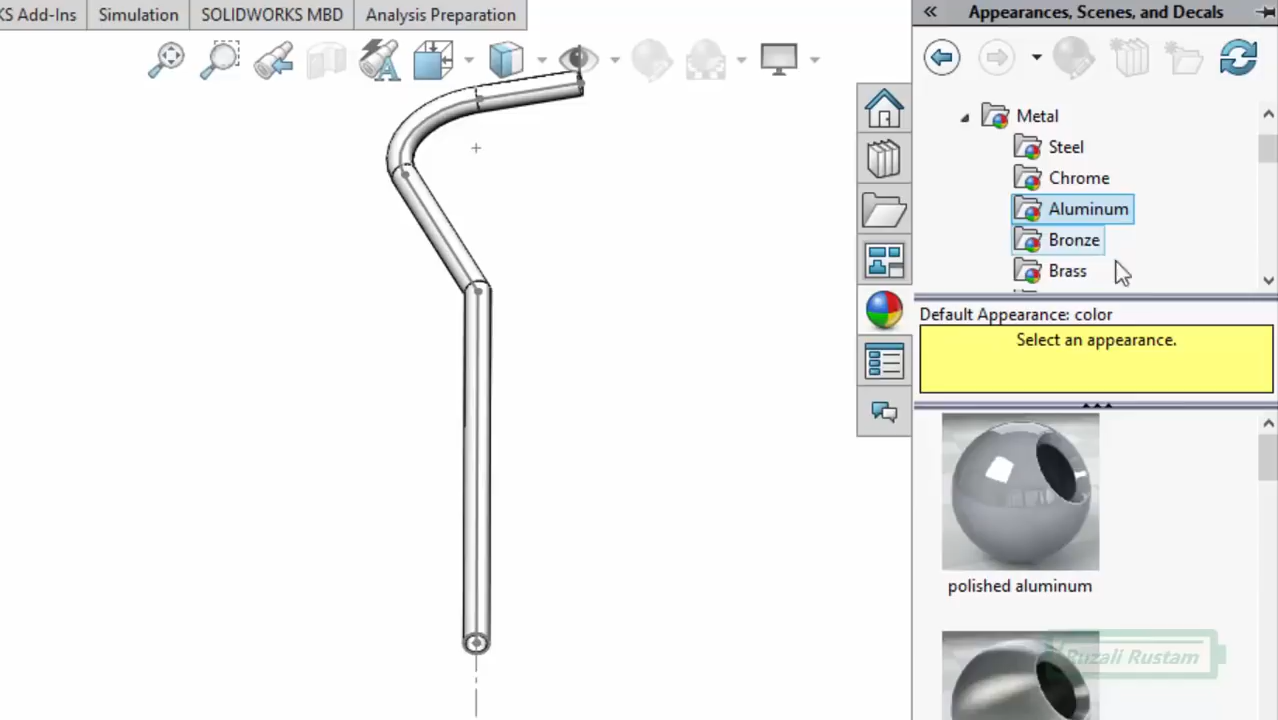 KS Add-Ins
Simulation
SOLIDWORKS MBD
Analysis Preparation
Appearances, Scenes, and Decals
Metal
Steel
Chrome
Aluminum
Bronze
Brass
Default Appearance: color
Select an appearance.
polished aluminum
Ruzali Rustam